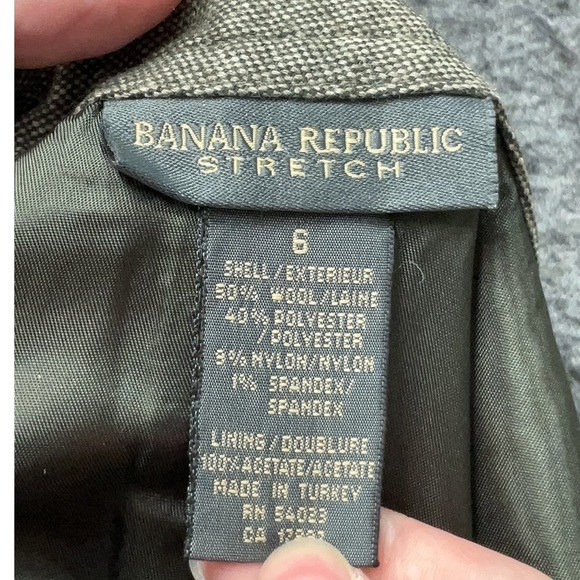 BANANA REPUBLIC
STRETCH
6
SHELL/EXTERIEUR
50% WOOL/LAINE
40% POLYESTER
/POLYESTER
9% NYLON/NYLON
1% SPANDEX/
SPANDEX
LINING/DOUBLURE
100% ACETATE/ACETATE
MADE IN TURKEY
RN 54023
CA